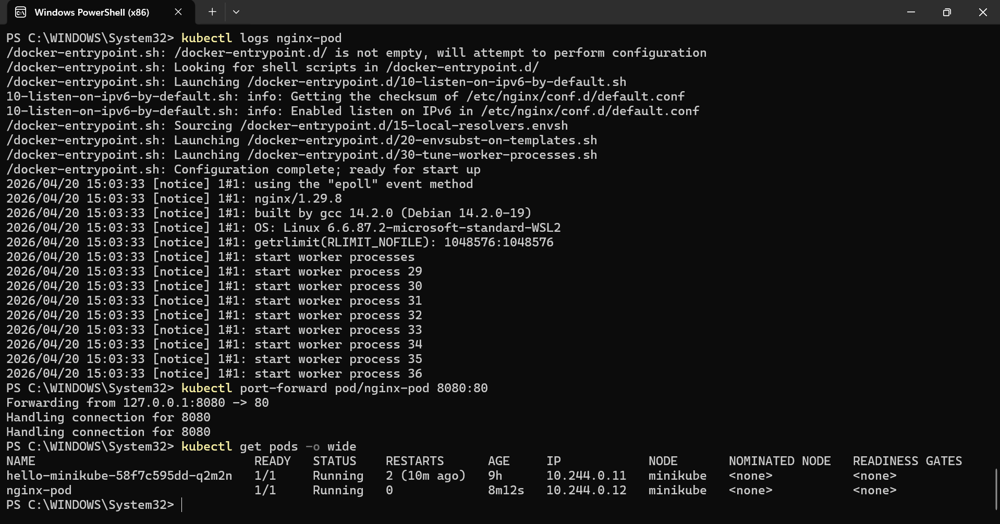 Windows PowerShell (x86)
PS C:\WINDOWS\System32> kubectl logs nginx-pod
/docker-entrypoint.sh: /docker-entrypoint.d/ is not empty, will attempt to perform configuration
/docker-entrypoint.sh: Looking for shell scripts in /docker-entrypoint.d/
/docker-entrypoint.sh: Launching /docker-entrypoint.d/10-listen-on-ipv6-by-default.sh
10-listen-on-ipv6-by-default.sh: info: Getting the checksum of /etc/nginx/conf.d/default.conf
10-listen-on-ipv6-by-default.sh: info: Enabled listen on IPv6 in /etc/nginx/conf.d/default.conf
/docker-entrypoint.sh: Sourcing /docker-entrypoint.d/15-local-resolvers.envsh
/docker-entrypoint.sh: Launching /docker-entrypoint.d/20-envsubst-on-templates.sh
/docker-entrypoint.sh: Launching /docker-entrypoint.d/30-tune-worker-processes.sh
/docker-entrypoint.sh: Configuration complete; ready for start up
2026/04/20 15:03:33 [notice] 1#1: using the "epoll" event method
2026/04/20 15:03:33 [notice] 1#1: nginx/1.29.8
2026/04/20 15:03:33 [notice] 1#1: built by gcc 14.2.0 (Debian 14.2.0-19)
2026/04/20 15:03:33 [notice] 1#1: OS: Linux 6.6.87.2-microsoft-standard-WSL2
2026/04/20 15:03:33 [notice] 1#1: getrlimit(RLIMIT_NOFILE): 1048576:1048576
2026/04/20 15:03:33 [notice] 1#1: start worker processes
2026/04/20 15:03:33 [notice] 1#1: start worker process 29
2026/04/20 15:03:33 [notice] 1#1: start worker process 30
2026/04/20 15:03:33 [notice] 1#1: start worker process 31
2026/04/20 15:03:33 [notice] 1#1: start worker process 32
2026/04/20 15:03:33 [notice] 1#1: start worker process 33
2026/04/20 15:03:33 [notice] 1#1: start worker process 34
2026/04/20 15:03:33 [notice] 1#1: start worker process 35
2026/04/20 15:03:33 [notice] 1#1: start worker process 36
PS C:\WINDOWS\System32> kubectl port-forward pod/nginx-pod 8080:80
Forwarding from 127.0.0.1:8080 -> 80
Handling connection for 8080
Handling connection for 8080
PS C:\WINDOWS\System32> kubectl get pods -o wide
NAME READY STATUS RESTARTS AGE IP NODE NOMINATED NODE READINESS GATES
hello-minikube-58f7c595dd-q2m2n 1/1 Running 2 (10m ago) 9h 10.244.0.11 minikube <none> <none>
nginx-pod 1/1 Running 0 8m12s 10.244.0.12 minikube <none> <none>
PS C:\WINDOWS\System32>